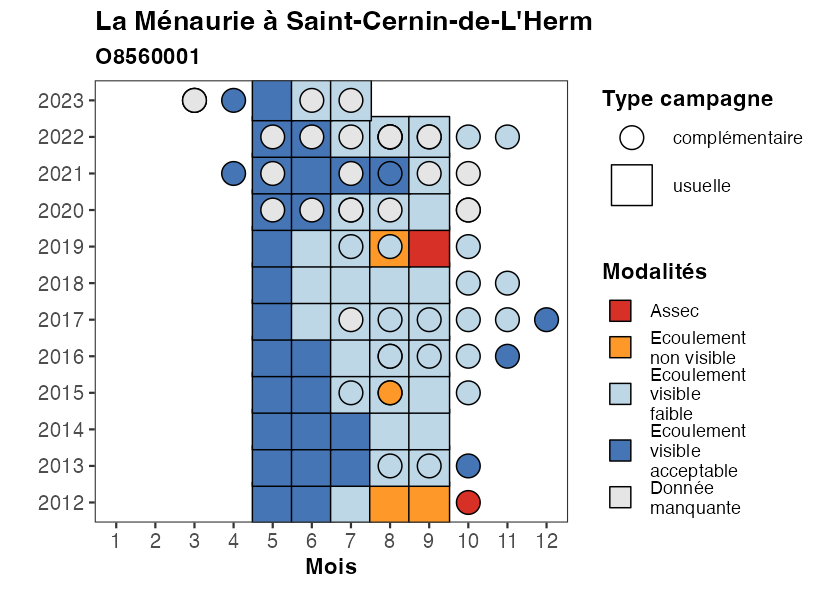 La Ménaurie à Saint-Cernin-de-L'Herm
O8560001
2023
2022
2021
2020
2019
2018
2017
2016
2015
2014
2013
2012
1 2 3 4 5 6 7 8 9 10 11 12
Mois
Type campagne
complémentaire
usuelle
Modalités
Assec
Ecoulement
non visible
Ecoulement
visible
faible
Ecoulement
visible
acceptable
Donnée
manquante